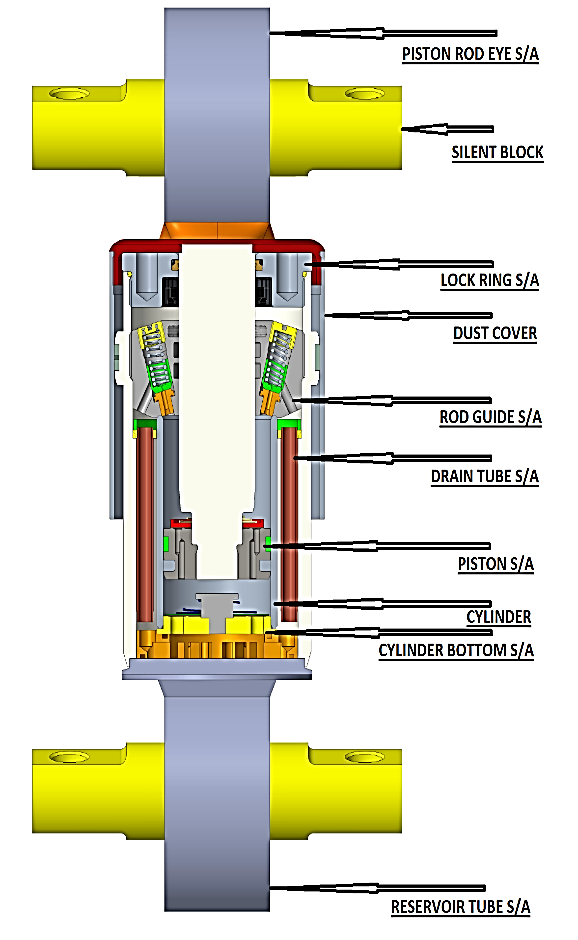 PISTON ROD EYE S/A
SILENT BLOCK
LOCK RING S/A
DUST COVER
ROD GUIDE S/A
DRAIN TUBE S/A
PISTON S/A
CYLINDER
CYLINDER BOTTOM S/A
RESERVOIR TUBE S/A